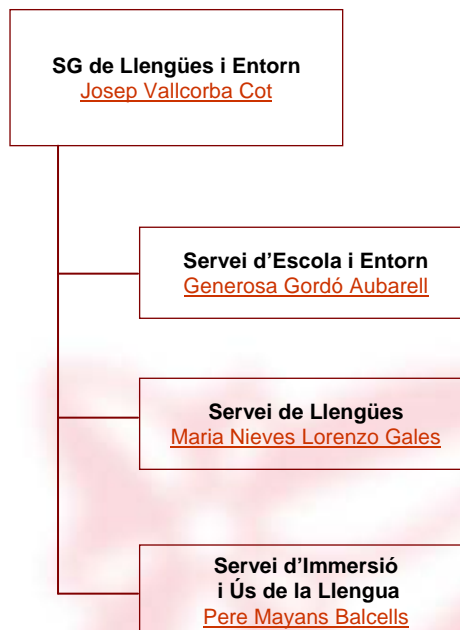 SG de Llengües i Entorn
Josep Vallcorba Cot
Servei d’Escola i Entorn
Generosa Gordó Aubarell
Servei de Llengües
Maria Nieves Lorenzo Gales
Servei d’Immersió
i Ús de la Llengua
Pere Mayans Balcells